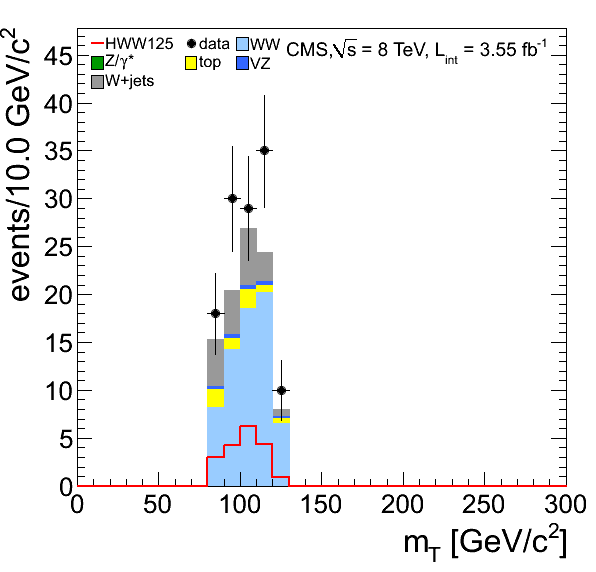 HWW125 data WW CMS,√s = 8 TeV, L_int = 3.55 fb⁻¹
Z/γ* top VZ
W+jets
events/10.0 GeV/c²
45
40
35
30
25
20
15
10
5
0
0 50 100 150 200 250 300
m_T [GeV/c²]